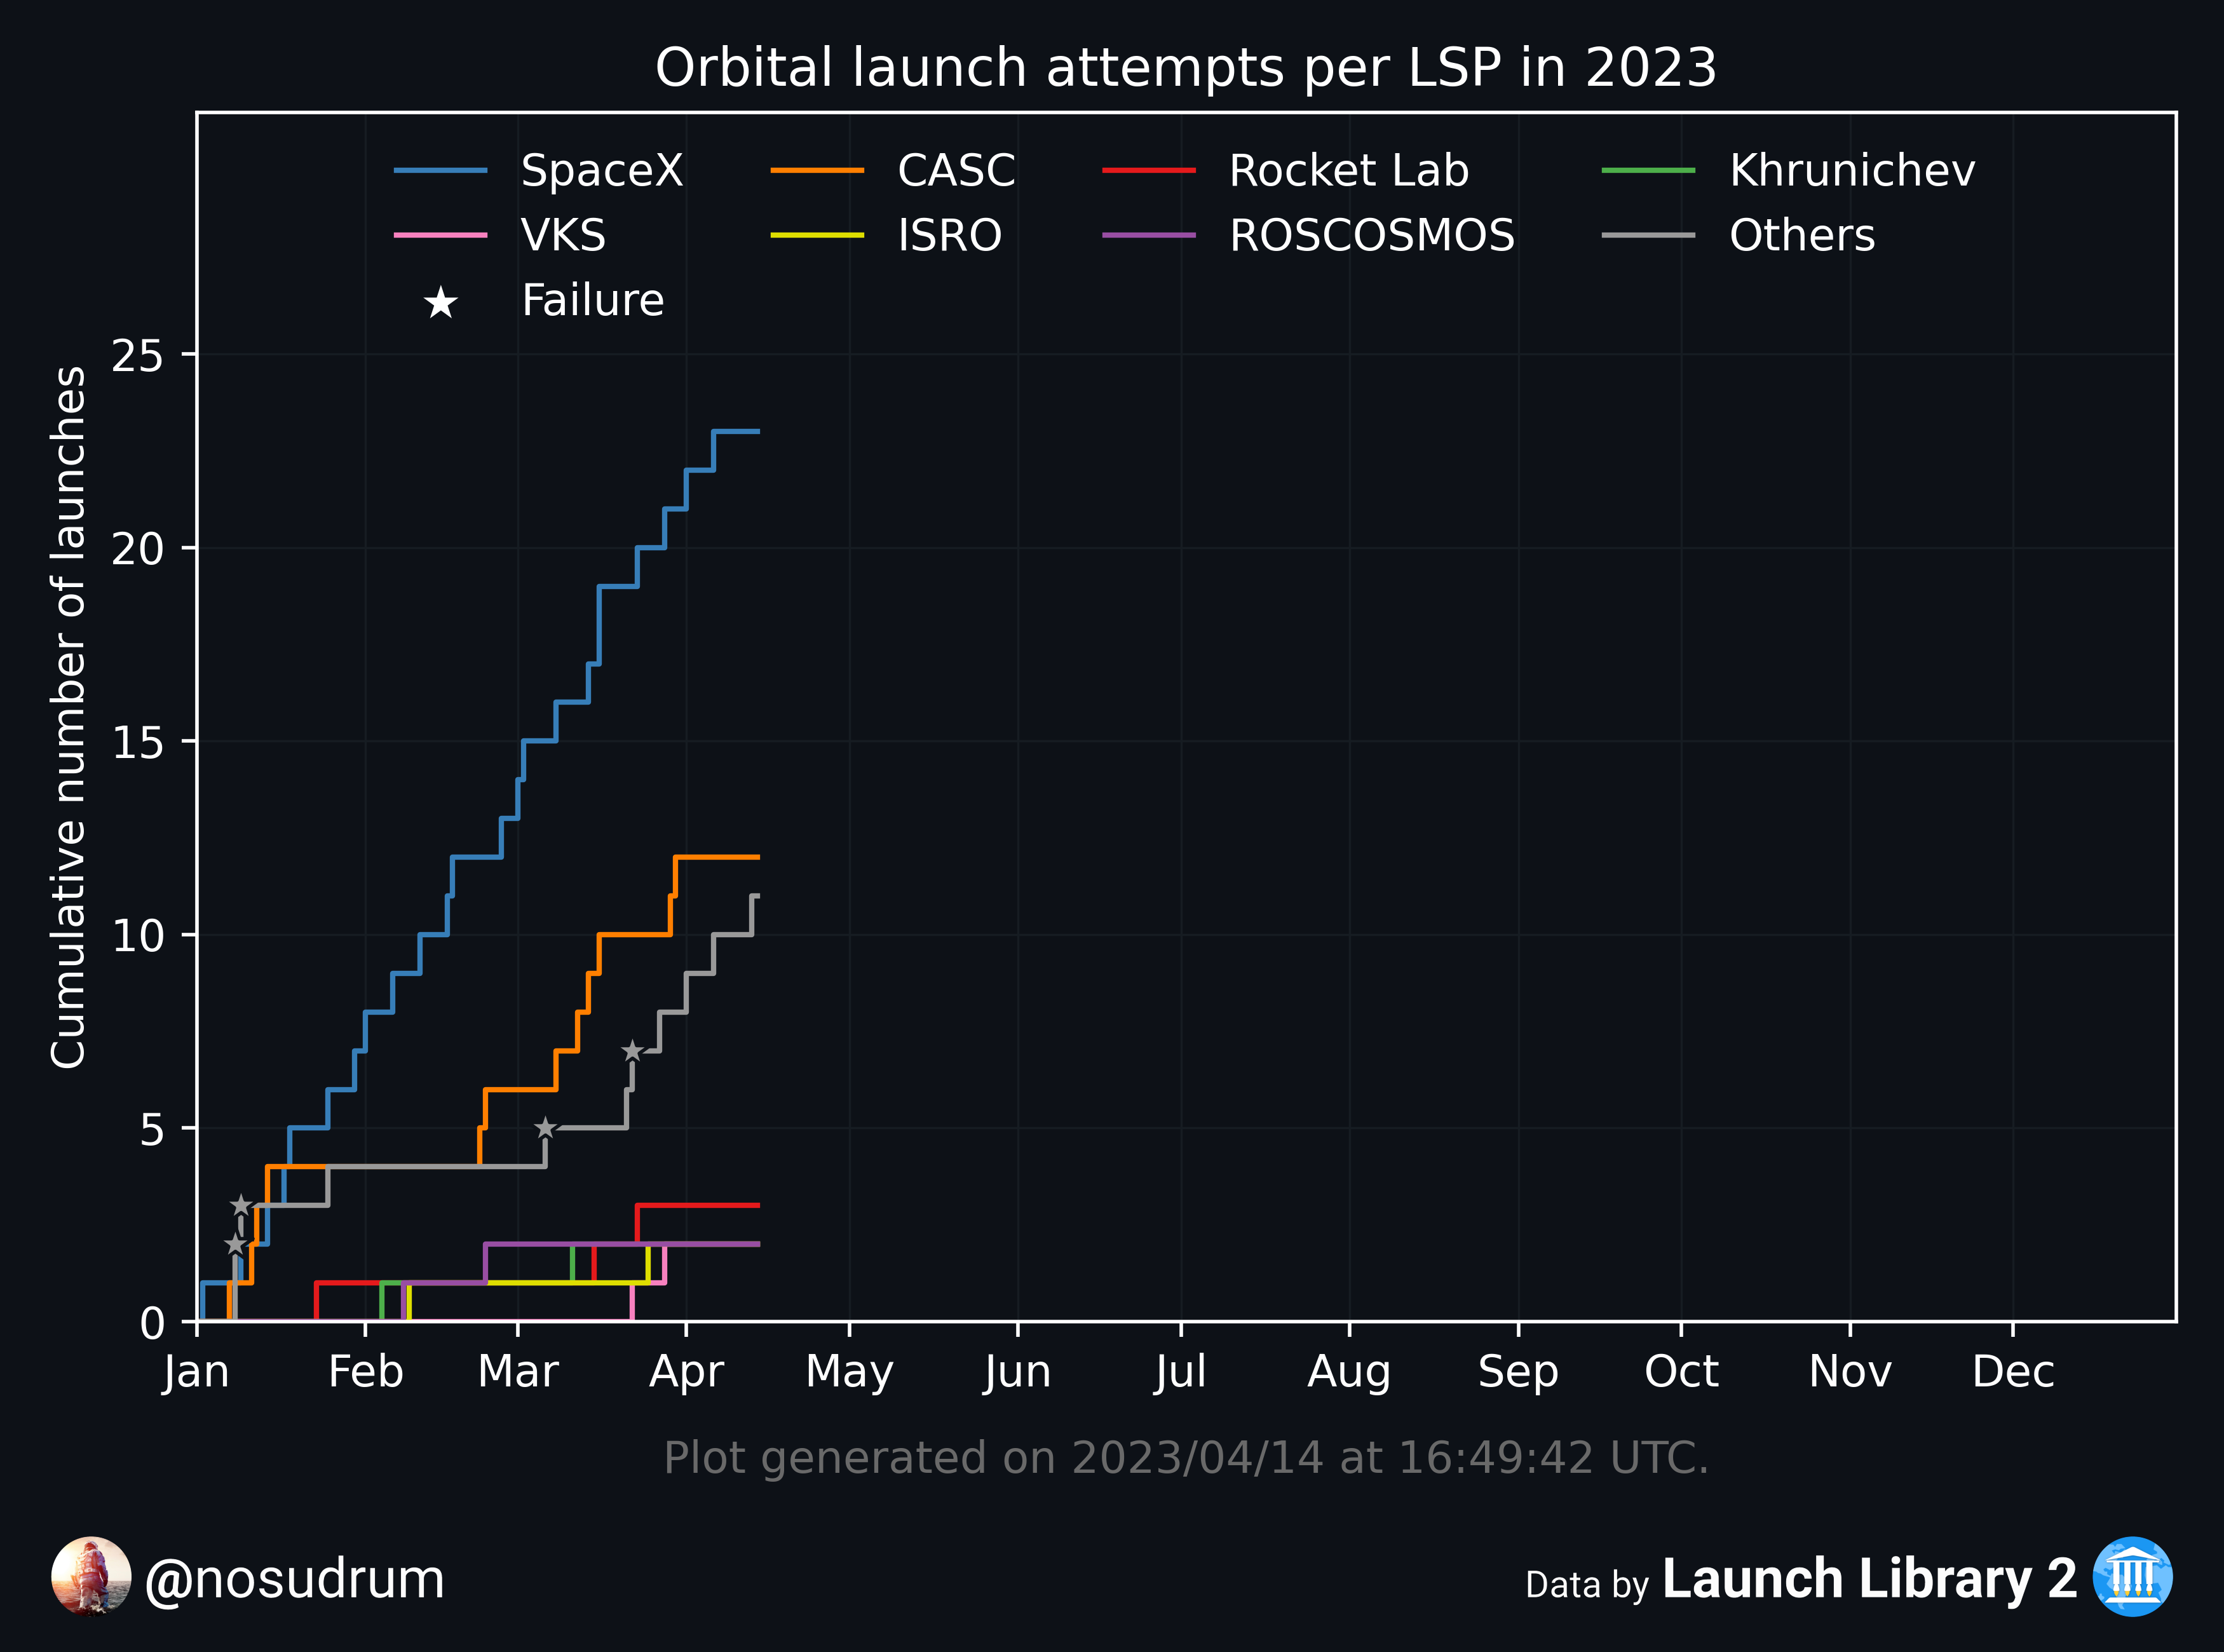 Orbital launch attempts per LSP in 2023
SpaceX CASC Rocket Lab Khrunichev
VKS ISRO ROSCOSMOS Others
Failure
Cumulative number of launches
25
20
15
10
5
0
Jan Feb Mar Apr May Jun Jul Aug Sep Oct Nov Dec
Plot generated on 2023/04/14 at 16:49:42 UTC.
@nosudrum
Data by Launch Library 2